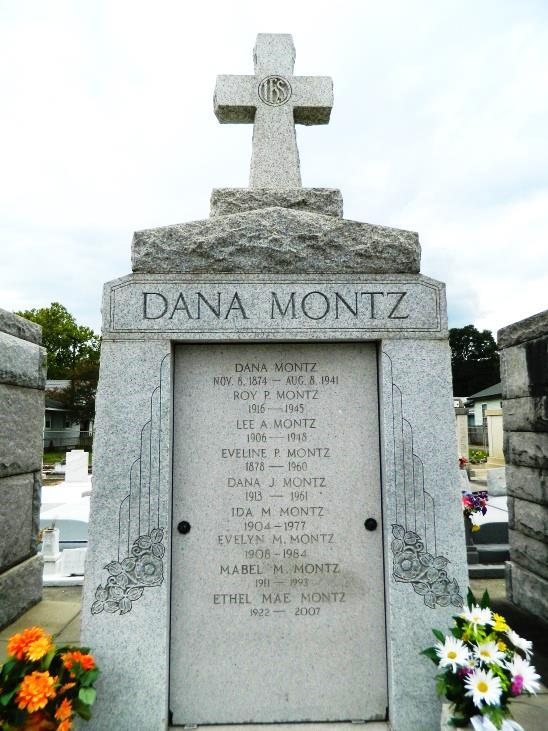 IHS
DANA MONTZ
DANA MONTZ
NOV. 8, 1874 — AUG. 8, 1941
ROY P. MONTZ
1916 — 1945
LEE A. MONTZ
1906 — 1948
EVELINE P. MONTZ
1878 — 1960
DANA J. MONTZ
1913 — 1961
IDA M. MONTZ
1904 — 1977
EVELYN M. MONTZ
1908 — 1984
MABEL M. MONTZ
1911 — 1993
ETHEL MAE MONTZ
1922 — 2007